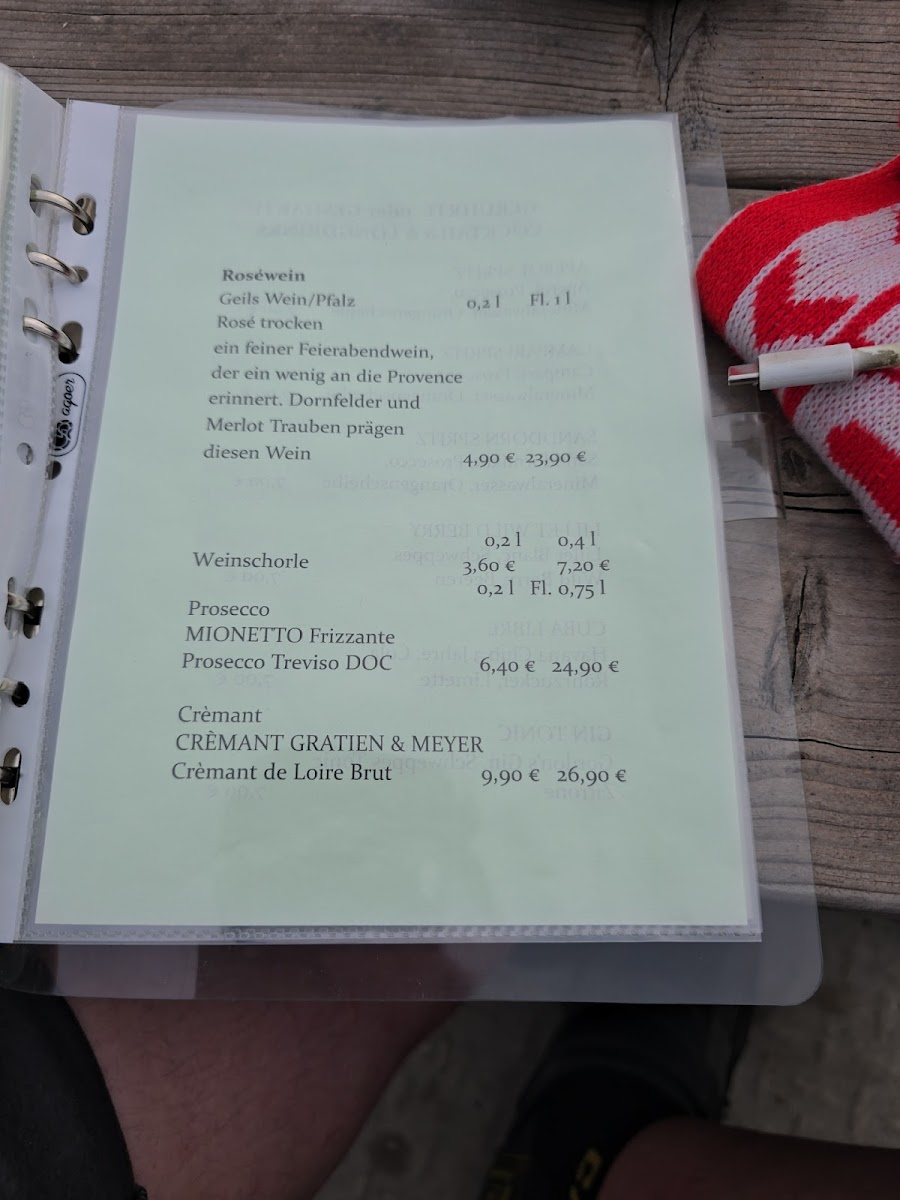 Roséwein
Geils Wein/Pfalz 0,2 l Fl. 1 l
Rosé trocken
ein feiner Feierabendwein,
der ein wenig an die Provence
erinnert. Dornfelder und
Merlot Trauben prägen
diesen Wein 4,90 € 23,90 €
0,2 l 0,4 l
Weinschorle 3,60 € 7,20 €
0,2 l Fl. 0,75 l
Prosecco
MIONETTO Frizzante
Prosecco Treviso DOC 6,40 € 24,90 €
Crèmant
CRÈMANT GRATIEN & MEYER
Crèmant de Loire Brut 9,90 € 26,90 €